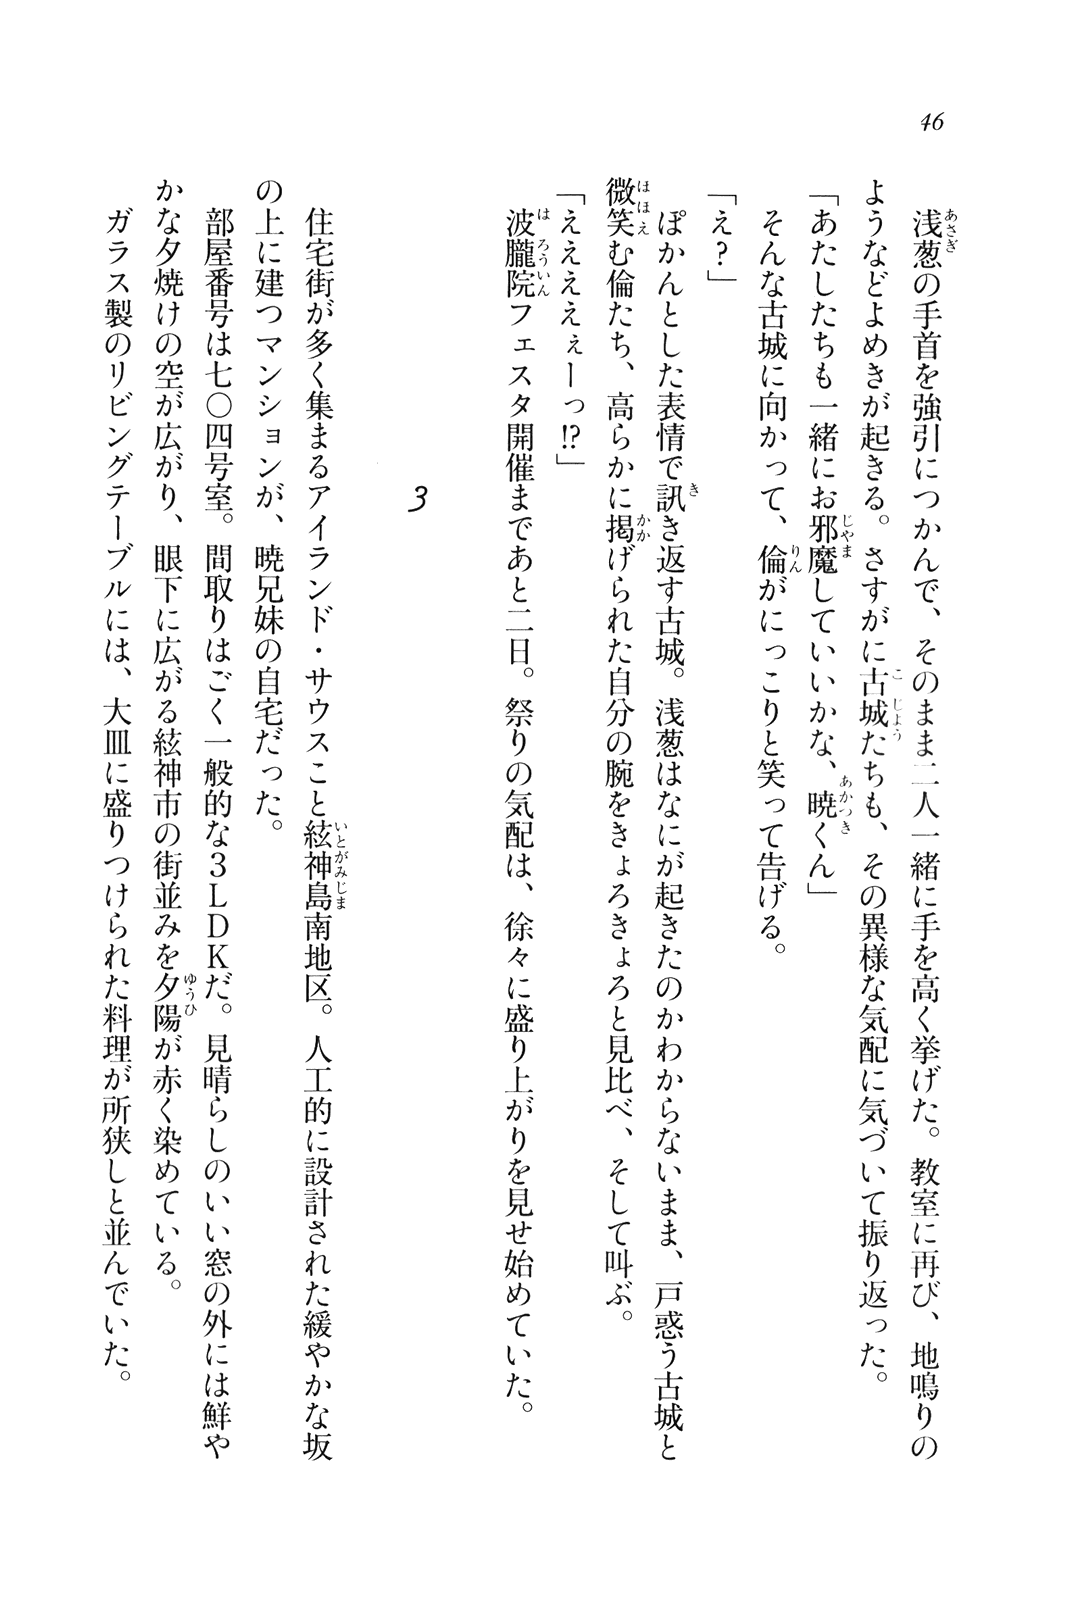 46
浅葱の手首を強引につかんで、そのまま二人一緒に手を高く挙げた。教室に再び、地鳴りの
ようなどよめきが起きる。さすがに古城たちも、その異様な気配に気づいて振り返った。
「あたしたちも一緒にお邪魔していいかな、暁くん」
そんな古城に向かって、倫がにっこりと笑って告げる。
「え？」
ぽかんとした表情で訊き返す古城。浅葱はなにが起きたのかわからないまま、戸惑う古城と
微笑む倫たち、高らかに掲げられた自分の腕をきょろきょろと見比べ、そして叫ぶ。
「えええええぇーっ!?」
波朧院フェスタ開催まであと二日。祭りの気配は、徐々に盛り上がりを見せ始めていた。
3
住宅街が多く集まるアイランド・サウスこと絃神島南地区。人工的に設計された緩やかな坂
の上に建つマンションが、暁兄妹の自宅だった。
部屋番号は七〇四号室。間取りはごく一般的な３ＬＤＫだ。見晴らしのいい窓の外には鮮や
かな夕焼けの空が広がり、眼下に広がる絃神市の街並みを夕陽が赤く染めている。
ガラス製のリビングテーブルには、大皿に盛りつけられた料理が所狭しと並んでいた。